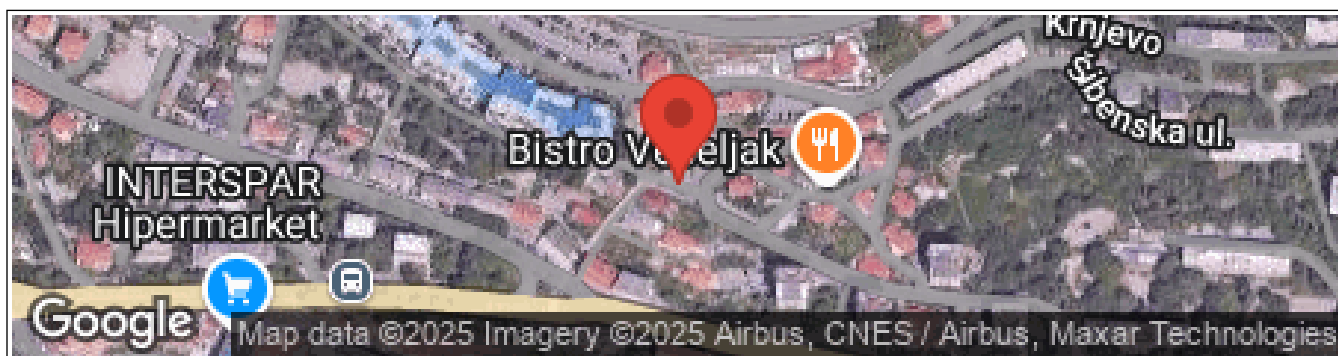 Krnjevo
Šibenska ul.
Bistro
INTERSPAR
Hipermarket
Google
Map data ©2025 Imagery ©2025 Airbus, CNES / Airbus, Maxar Technologies